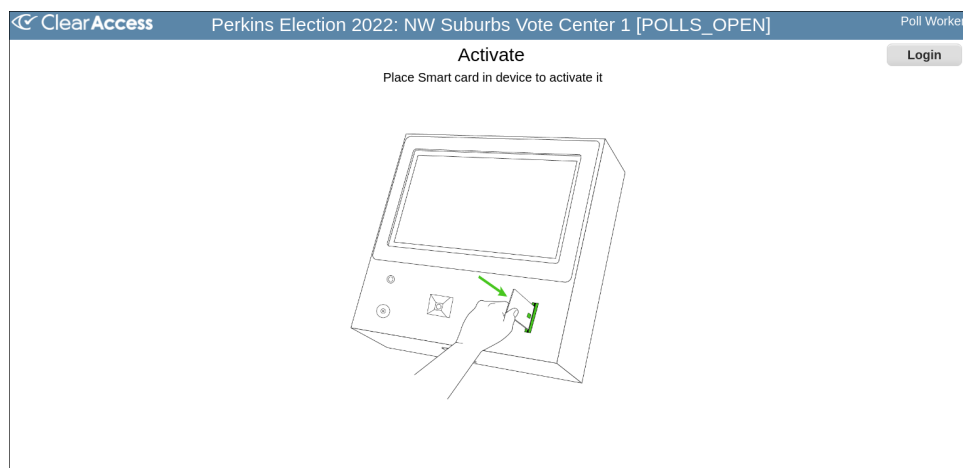 ClearAccess
Perkins Election 2022: NW Suburbs Vote Center 1 [POLLS_OPEN]
Poll Worker
Activate
Login
Place Smart card in device to activate it